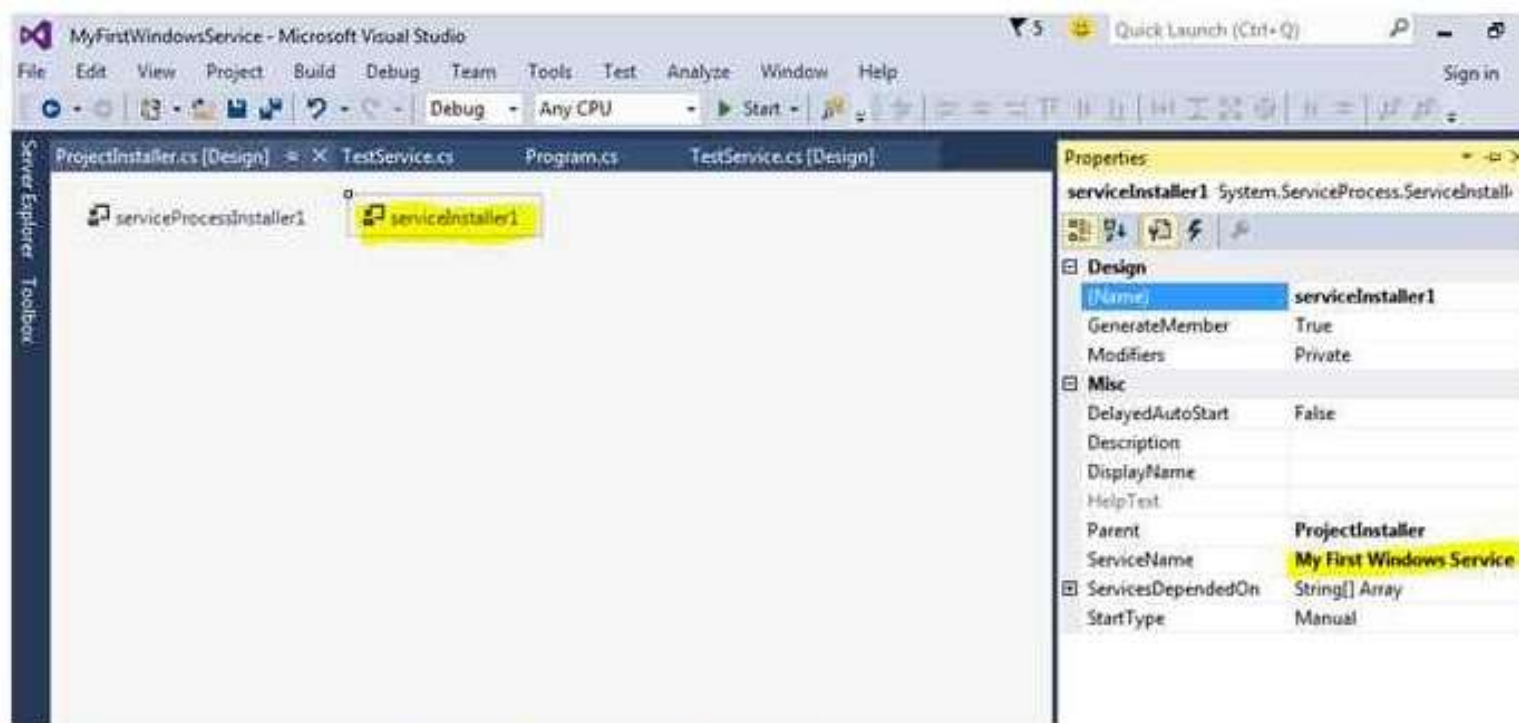 MyFirstWindowsService - Microsoft Visual Studio
5
Quick Launch (Ctrl+Q)
File Edit View Project Build Debug Team Tools Test Analyze Window Help
Sign in
Debug Any CPU Start
Server Explorer
Toolbox
ProjectInstaller.cs [Design] TestService.cs Program.cs TestService.cs [Design]
serviceProcessInstaller1
serviceInstaller1
Properties
serviceInstaller1 System.ServiceProcess.ServiceInstall
Design
(Name) serviceInstaller1
GenerateMember True
Modifiers Private
Misc
DelayedAutoStart False
Description
DisplayName
HelpText
Parent ProjectInstaller
ServiceName My First Windows Service
ServicesDependedOn String[] Array
StartType Manual